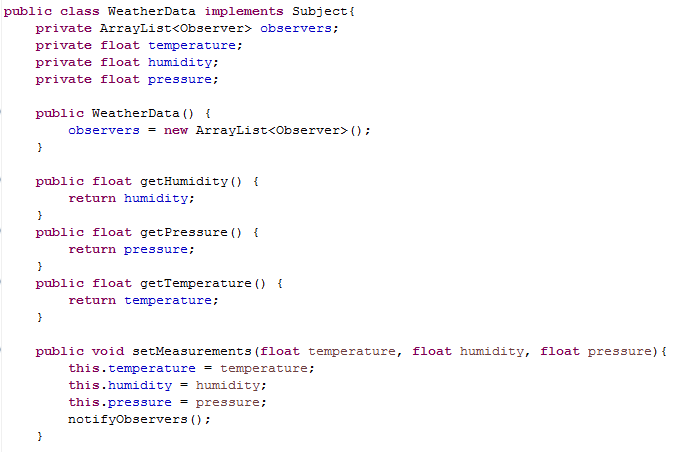 public class WeatherData implements Subject{
    private ArrayList<Observer> observers;
    private float temperature;
    private float humidity;
    private float pressure;

    public WeatherData() {
        observers = new ArrayList<Observer>();
    }

    public float getHumidity() {
        return humidity;
    }
    public float getPressure() {
        return pressure;
    }
    public float getTemperature() {
        return temperature;
    }

    public void setMeasurements(float temperature, float humidity, float pressure){
        this.temperature = temperature;
        this.humidity = humidity;
        this.pressure = pressure;
        notifyObservers();
    }